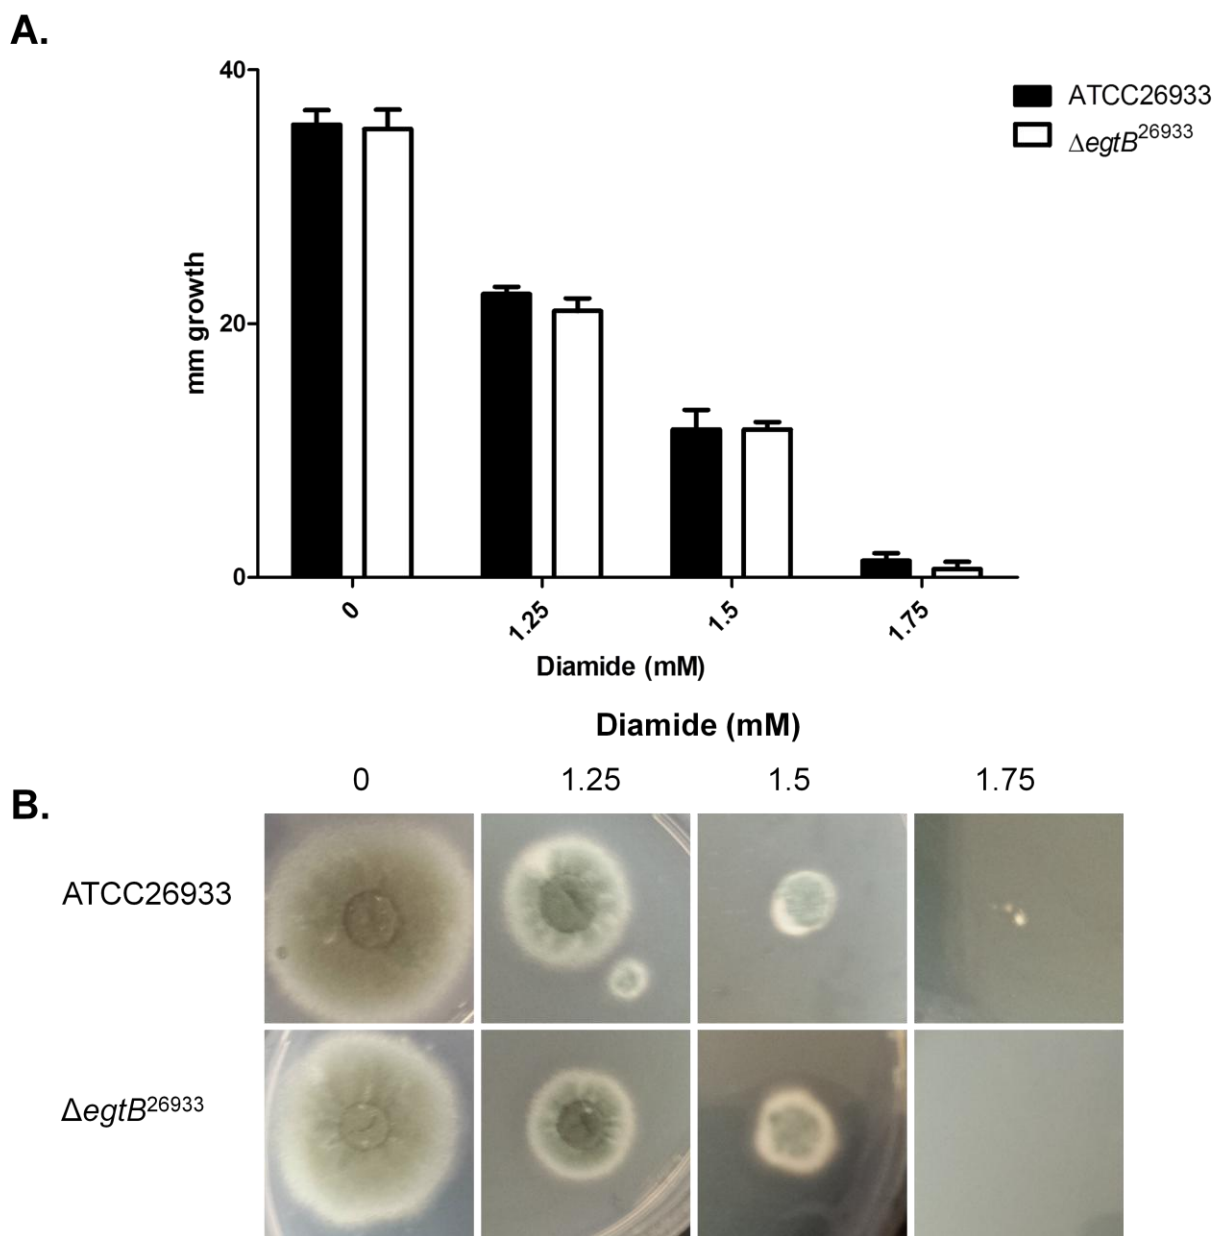 A.
40
20
0
mm growth
ATCC26933
ΔegtB²⁶⁹³³
0
1.25
1.5
1.75
Diamide (mM)
Diamide (mM)
0 1.25 1.5 1.75
B.
ATCC26933
ΔegtB²⁶⁹³³